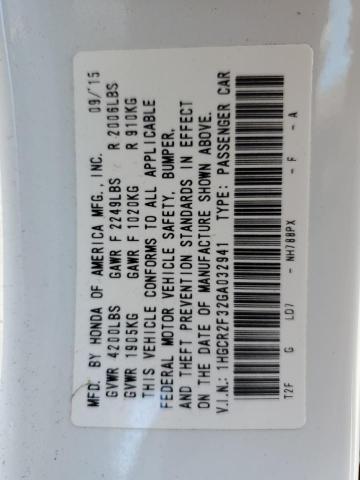 MFD. BY HONDA OF AMERICA MFG., INC. 09/15
GVWR 4200LBS GAWR F 2249LBS R 2006LBS
GVWR 1905KG GAWR F 1020KG R 910KG
THIS VEHICLE CONFORMS TO ALL APPLICABLE
FEDERAL MOTOR VEHICLE SAFETY, BUMPER,
AND THEFT PREVENTION STANDARDS IN EFFECT
ON THE DATE OF MANUFACTURE SHOWN ABOVE.
V.I.N.: 1HGCR2F32GA032941 TYPE: PASSENGER CAR
T2F G LD7 - NH788PX - F - A